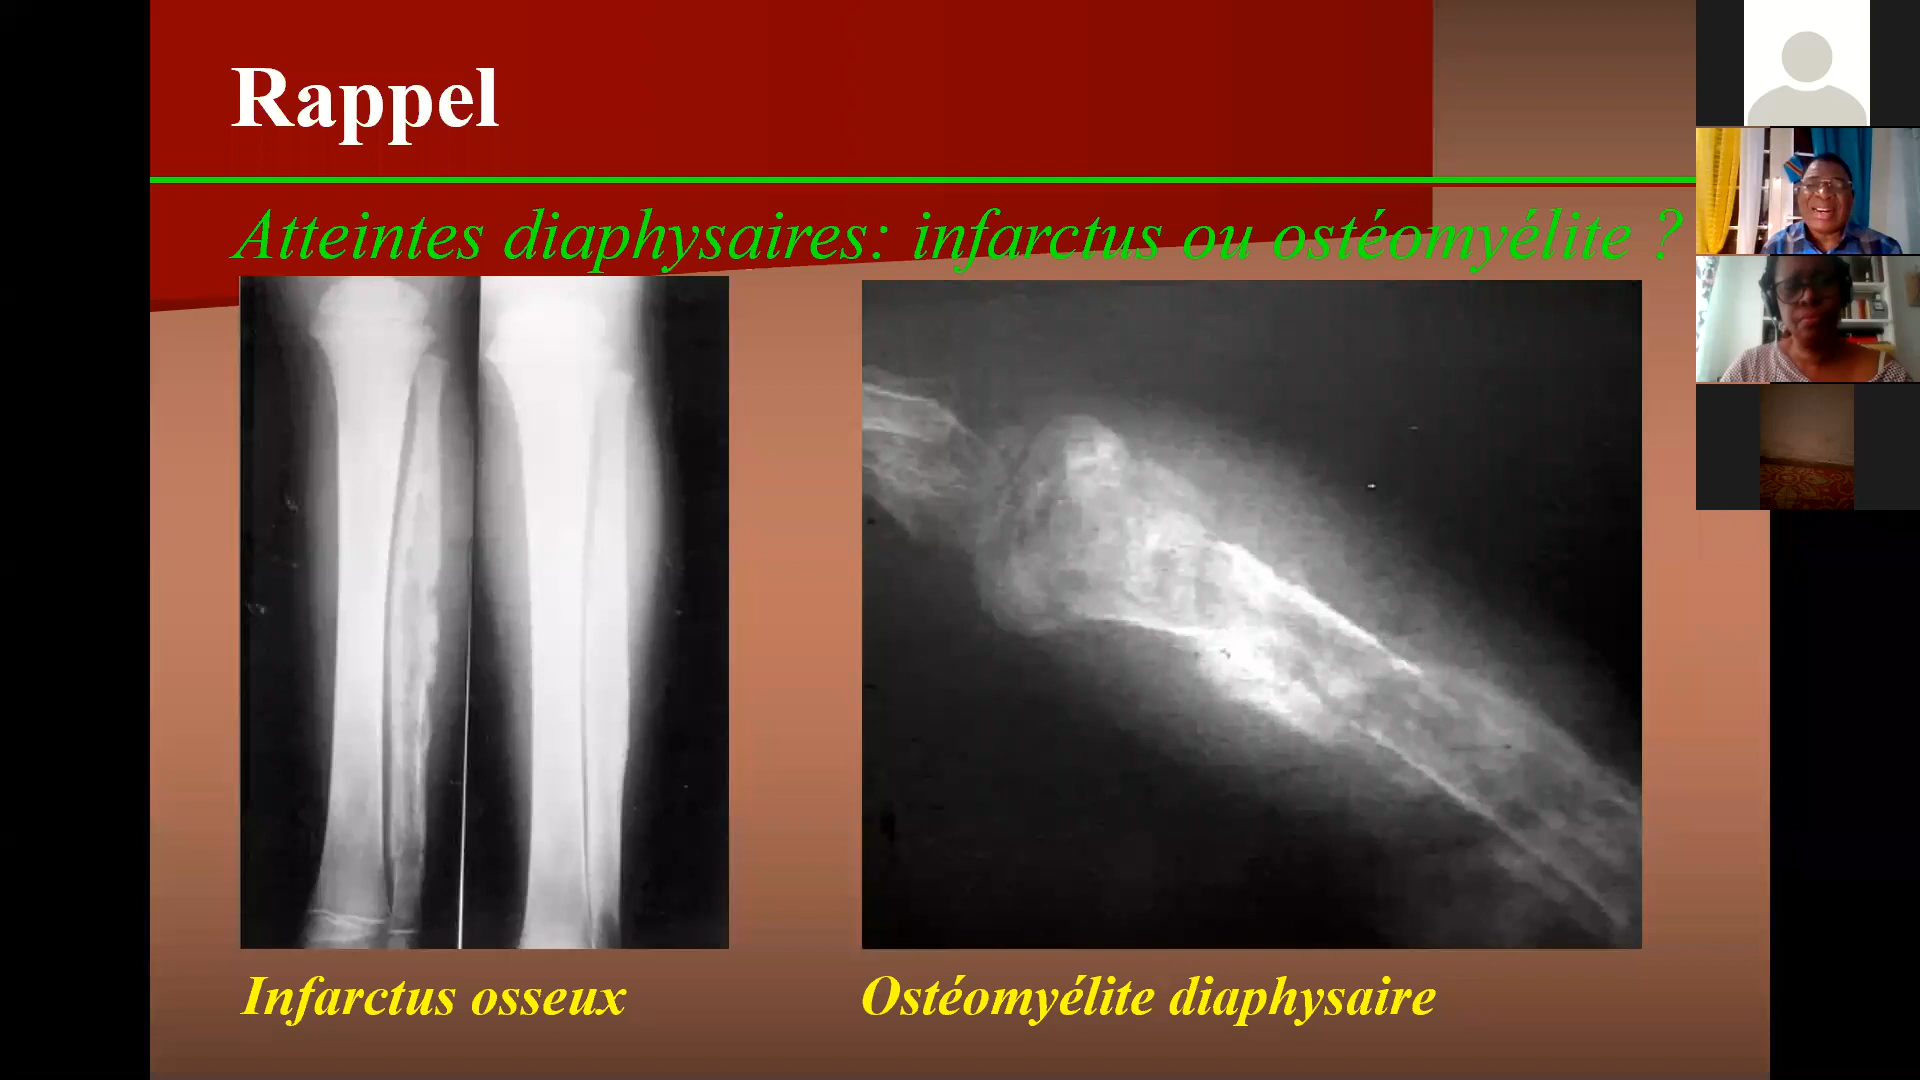 Rappel
Atteintes diaphysaires: infarctus ou ostéomyélite ?
Infarctus osseux
Ostéomyélite diaphysaire